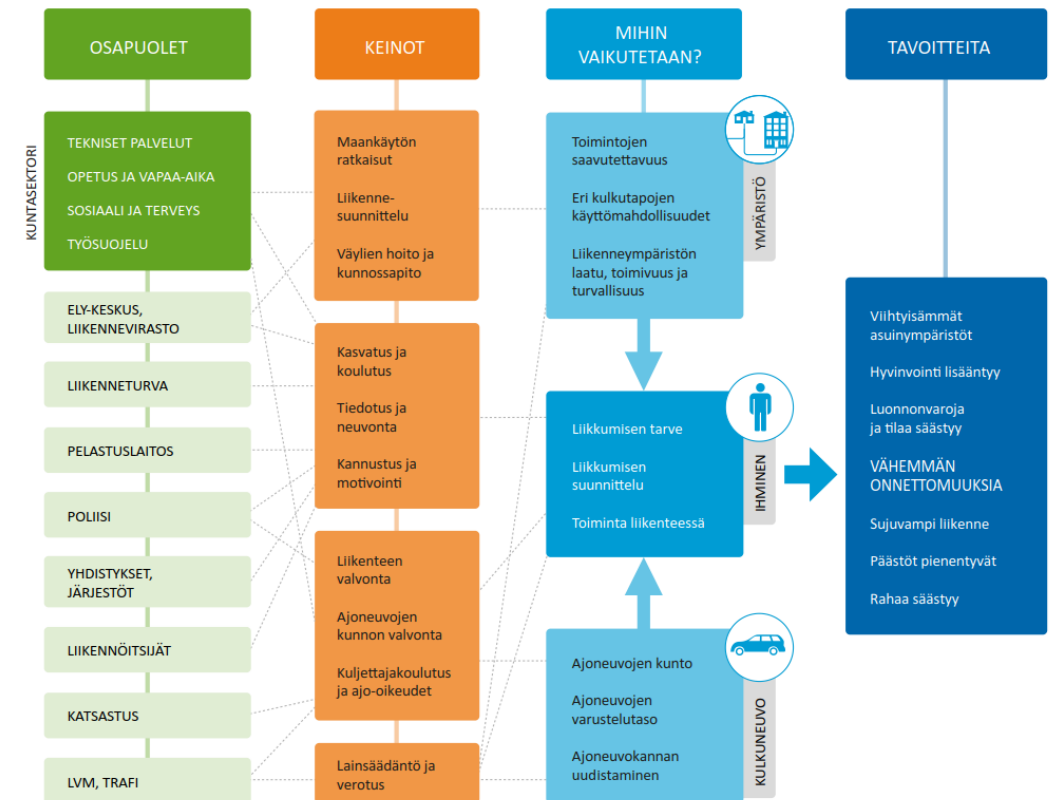 OSAPUOLET
KUNTASEKTORI
TEKNISET PALVELUT
OPETUS JA VAPAA-AIKA
SOSIAALI JA TERVEYS
TYÖSUOJELU
ELY-KESKUS,
LIIKENNEVIRASTO
LIIKENNETURVA
PELASTUSLAITOS
POLIISI
YHDISTYKSET,
JÄRJESTÖT
LIIKENNÖITSIJÄT
KATSASTUS
LVM, TRAFI
KEINOT
Maankäytön
ratkaisut
Liikenne-
suunnittelu
Väylien hoito ja
kunnossapito
Kasvatus ja
koulutus
Tiedotus ja
neuvonta
Kannustus ja
motivointi
Liikenteen
valvonta
Ajoneuvojen
kunnon valvonta
Kuljettajakoulutus
ja ajo-oikeudet
Lainsäädäntö ja
verotus
MIHIN
VAIKUTETAAN?
Toimintojen
saavutettavuus
Eri kulkutapojen
käyttömahdollisuudet
Liikenneympäristön
laatu, toimivuus ja
turvallisuus
YMPÄRISTÖ
Liikkumisen tarve
Liikkumisen
suunnittelu
Toiminta liikenteessä
IHMINEN
Ajoneuvojen kunto
Ajoneuvojen
varustelutaso
Ajoneuvokannan
uudistaminen
KULKUNEUVO
TAVOITTEITA
Viihtyisämmät
asuinympäristöt
Hyvinvointi lisääntyy
Luonnonvaroja
ja tilaa säästyy
VÄHEMMÄN
ONNETTOMUUKSIA
Sujuvampi liikenne
Päästöt pienentyvät
Rahaa säästyy